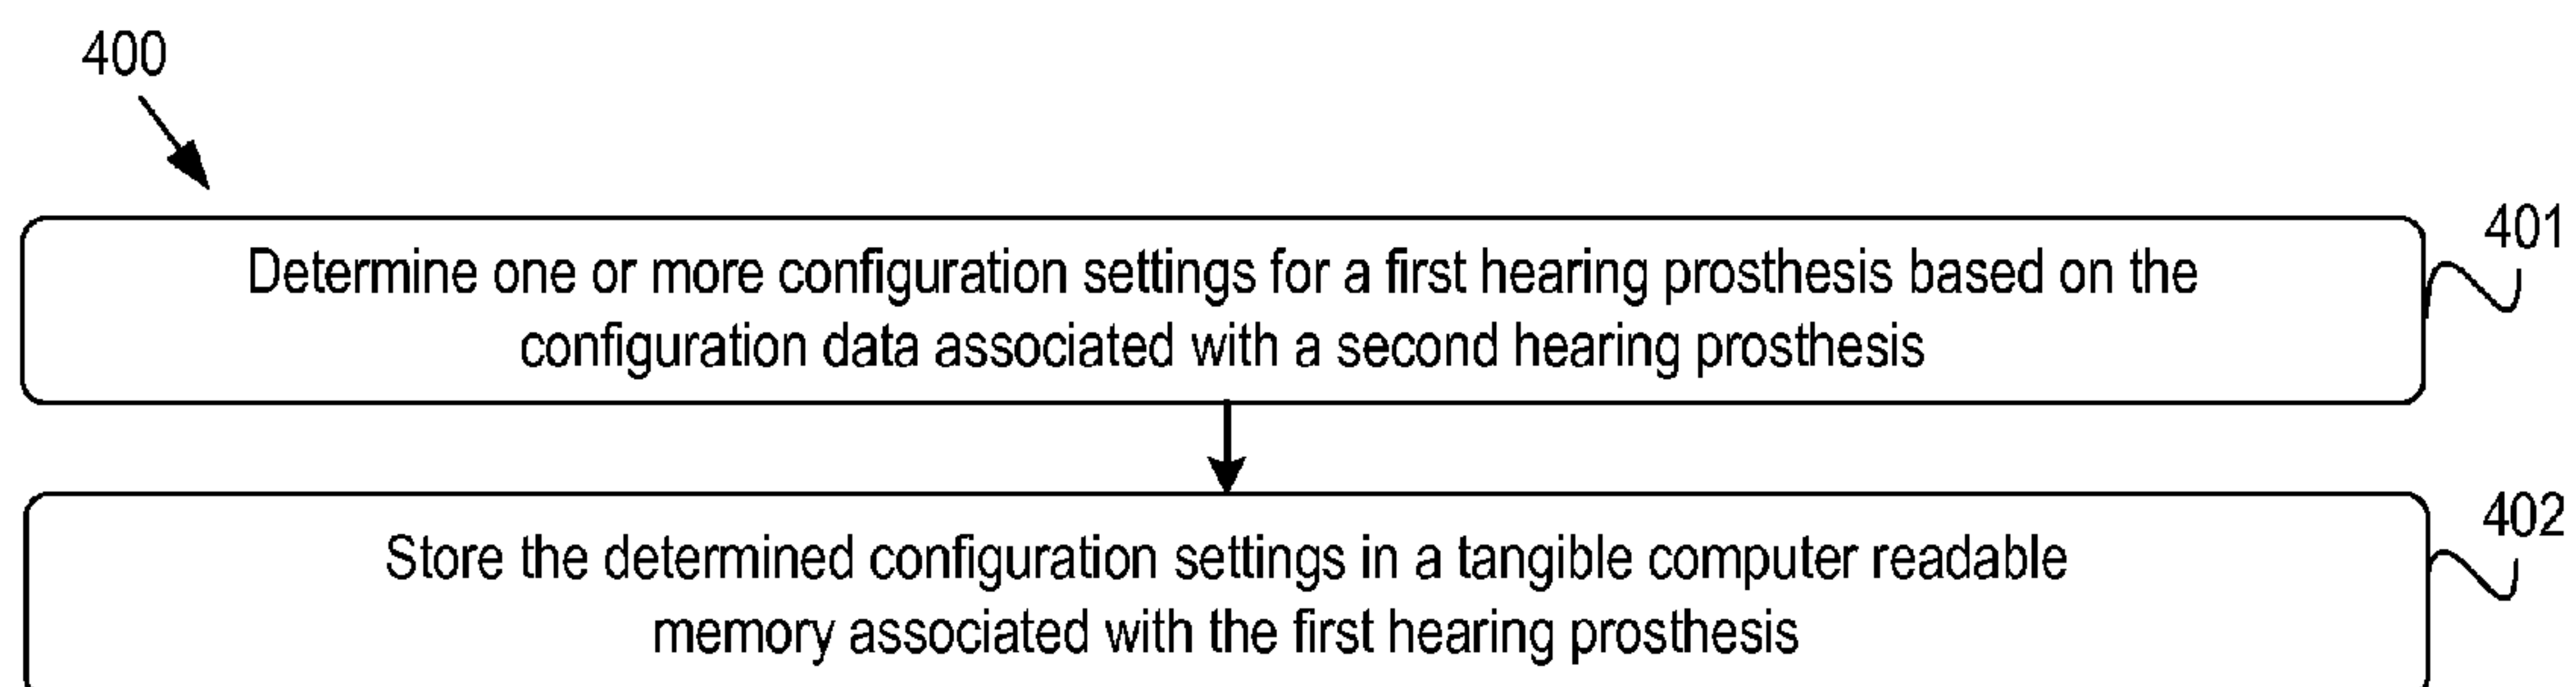 400
401
Determine one or more configuration settings for a first hearing prosthesis based on the
configuration data associated with a second hearing prosthesis
402
Store the determined configuration settings in a tangible computer readable
memory associated with the first hearing prosthesis